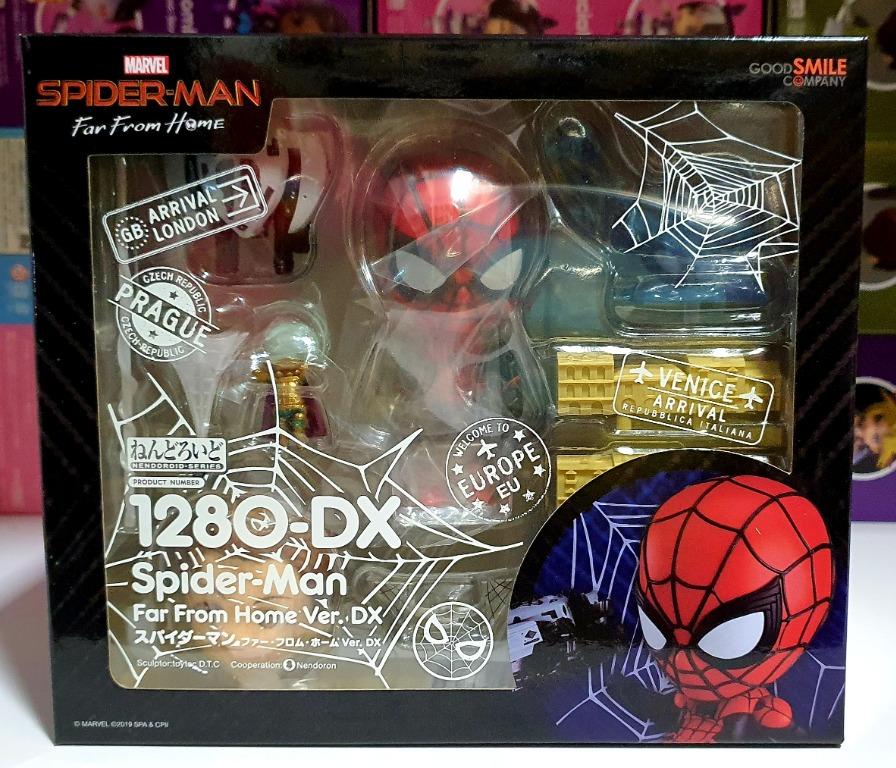 MARVEL
SPIDER-MAN
Far From Home
GOOD SMILE
COMPANY
GB ARRIVAL
LONDON
CZECH REPUBLIC
PRAGUE
CZECH REPUBLIC
VENICE
ARRIVAL
REPUBBLICA ITALIANA
WELCOME TO
EUROPE
EU
ねんどろいど
NENDOROID-SERIES
PRODUCT NUMBER
1280-DX
Spider-Man
Far From Home Ver. DX
スパイダーマン ファー・フロム・ホーム Ver. DX
Sculptor:toytec D.T.C Cooperation: Nendoron
© MARVEL ©2019 SPA & CPII